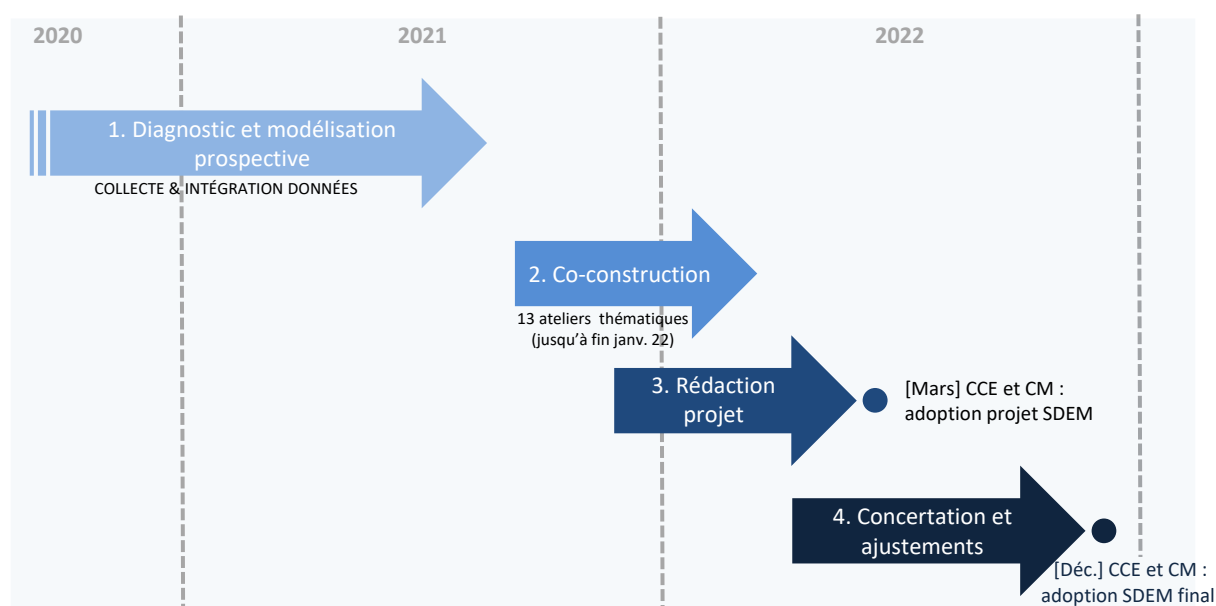 2020
2021
2022
1. Diagnostic et modélisation
prospective
COLLECTE & INTÉGRATION DONNÉES
2. Co-construction
13 ateliers thématiques
(jusqu’à fin janv. 22)
3. Rédaction
projet
[Mars] CCE et CM :
adoption projet SDEM
4. Concertation et
ajustements
[Déc.] CCE et CM :
adoption SDEM final